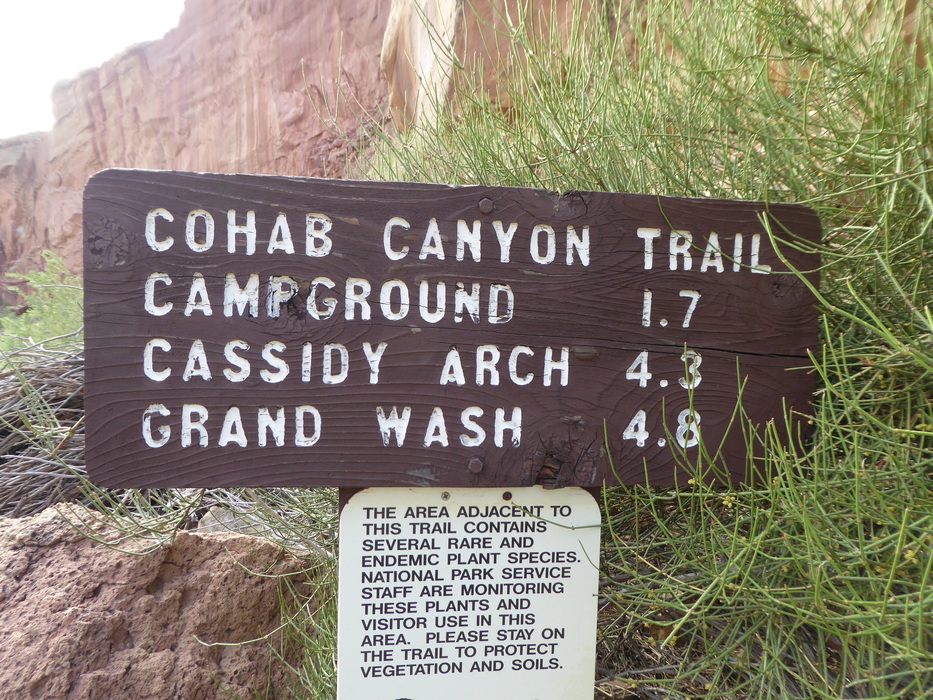 COHAB CANYON TRAIL
CAMPGROUND 1.7
CASSIDY ARCH 4.3
GRAND WASH 4.8
THE AREA ADJACENT TO
THIS TRAIL CONTAINS
SEVERAL RARE AND
ENDEMIC PLANT SPECIES.
NATIONAL PARK SERVICE
STAFF ARE MONITORING
THESE PLANTS AND
VISITOR USE IN THIS
AREA. PLEASE STAY ON
THE TRAIL TO PROTECT
VEGETATION AND SOILS.